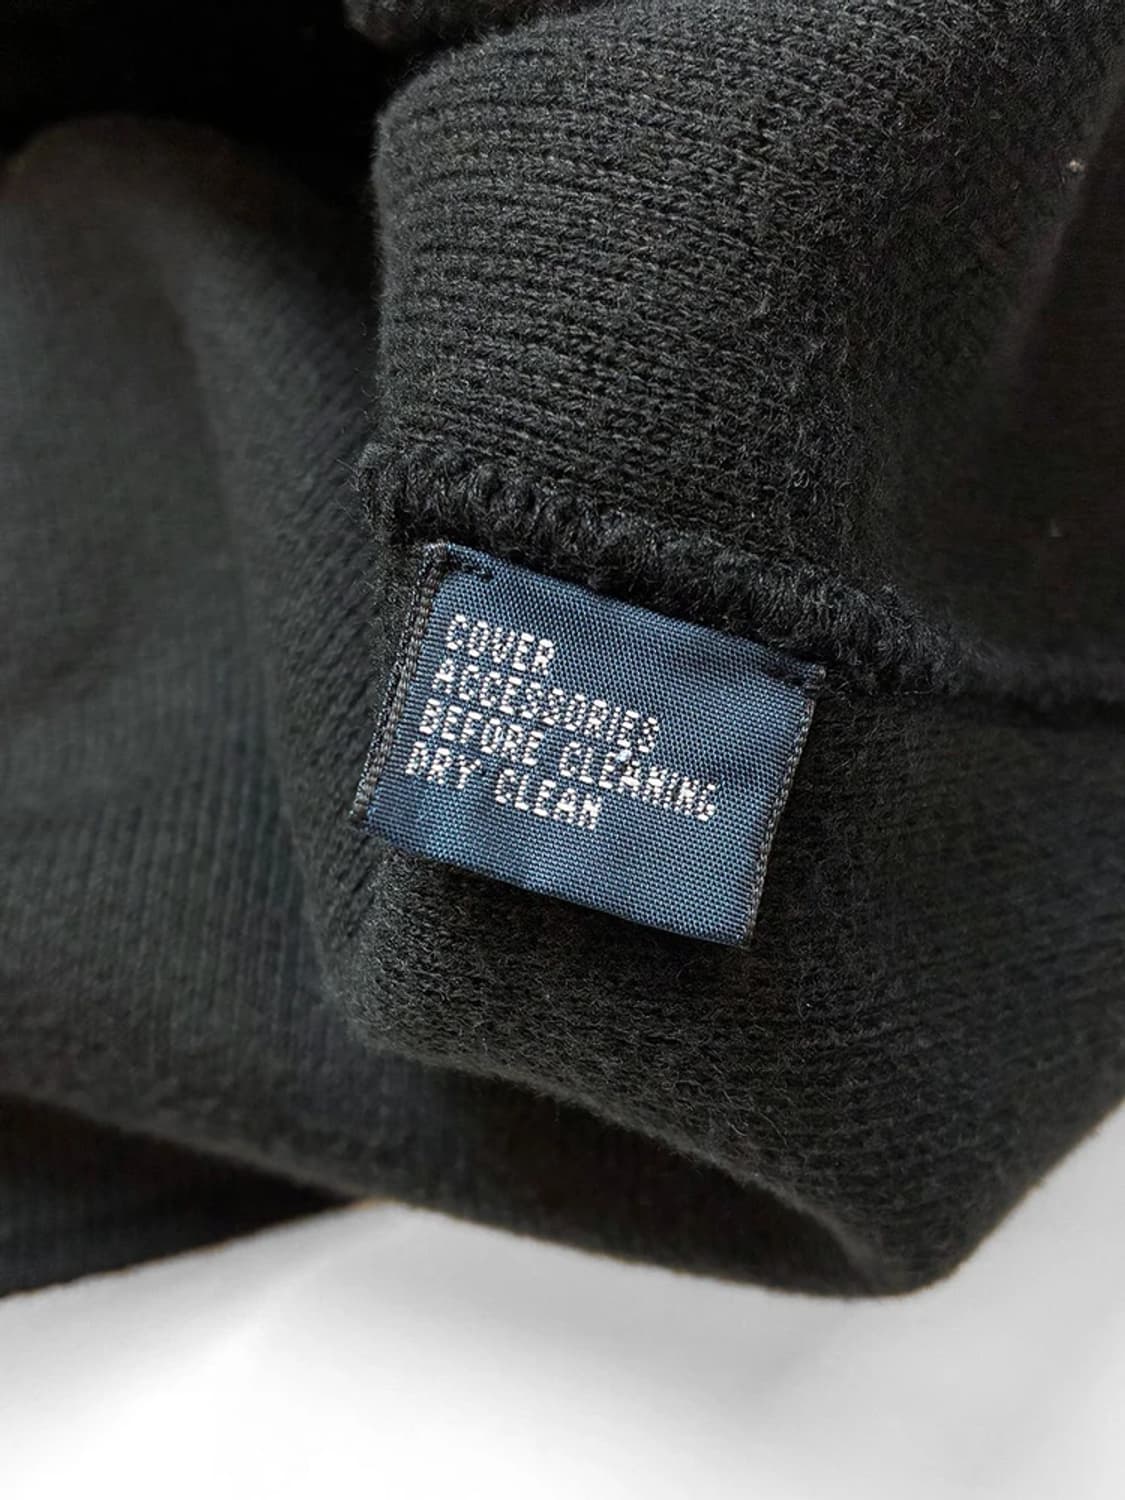 COVER
ACCESSORIES
BEFORE CLEANING
DRY CLEAN